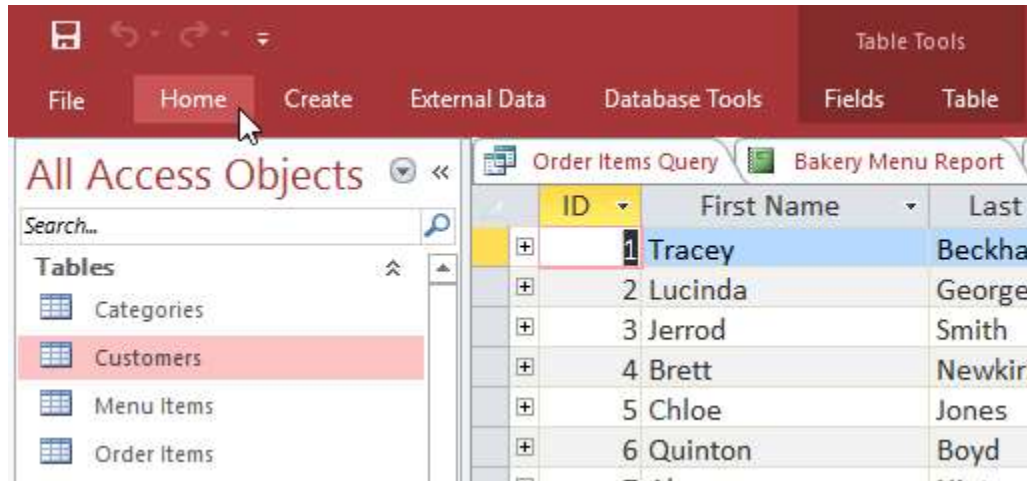 Table Tools
File Home Create External Data Database Tools Fields Table
All Access Objects
Order Items Query Bakery Menu Report
Search...
ID First Name Last
Tables
1 Tracey Beckha
Categories
2 Lucinda George
3 Jerrod Smith
Customers
4 Brett Newkir
Menu Items
5 Chloe Jones
Order Items
6 Quinton Boyd